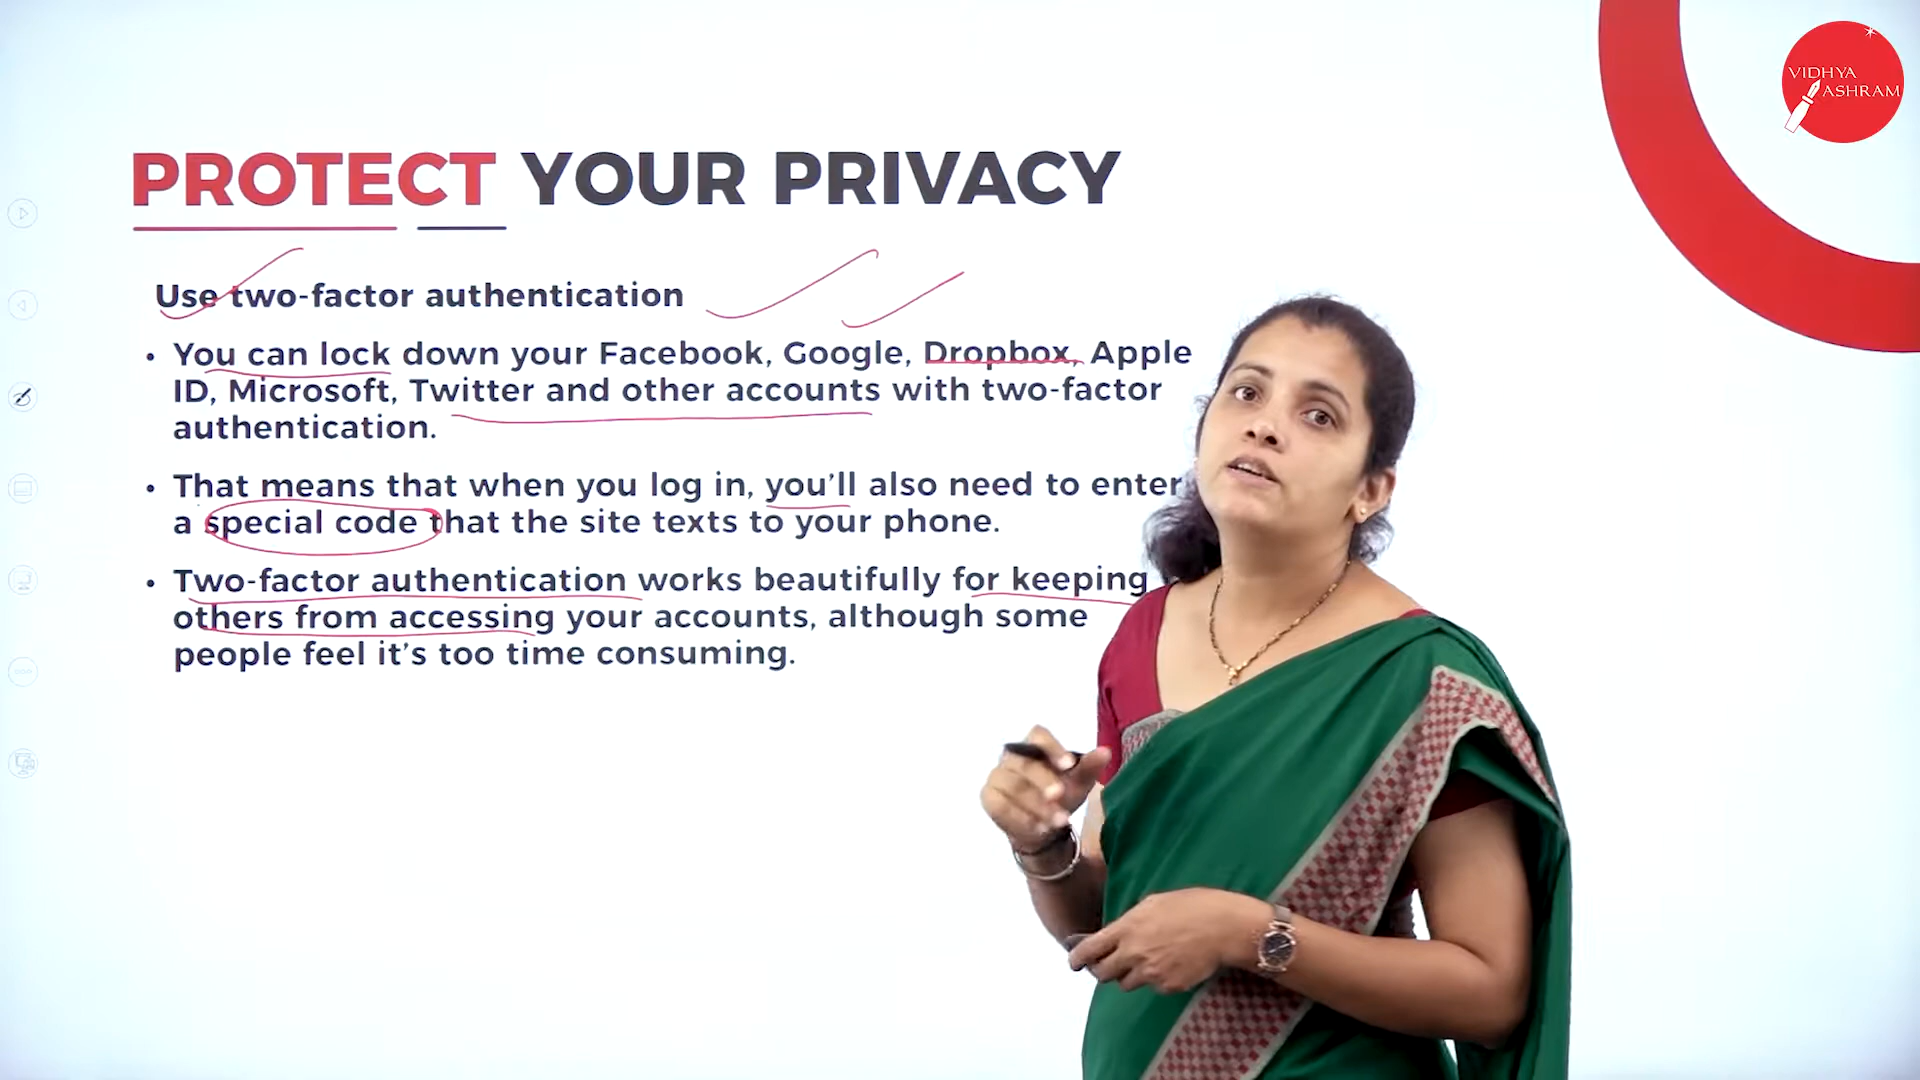 VIDHYA
ASHRAM
PROTECT YOUR PRIVACY
Use two-factor authentication
• You can lock down your Facebook, Google, Dropbox, Apple
ID, Microsoft, Twitter and other accounts with two-factor
authentication.
• That means that when you log in, you'll also need to enter
a special code that the site texts to your phone.
• Two-factor authentication works beautifully for keeping
others from accessing your accounts, although some
people feel it's too time consuming.